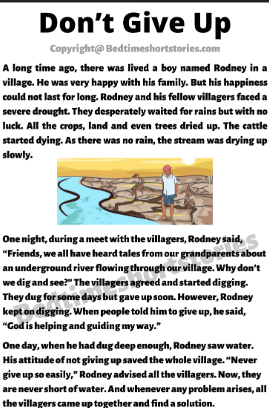 Don't Give Up
Copyright@ Bedtimeshortstories.com
A long time ago, there was lived a boy named Rodney in a
village. He was very happy with his family. But his happiness
could not last for long. Rodney and his fellow villagers faced a
severe drought. They desperately waited for rains but with no
luck. All the crops, land and even trees dried up. The cattle
started dying. As there was no rain, the stream was drying up
slowly.
One night, during a meet with the villagers, Rodney said,
"Friends, we all have heard tales from our grandparents about
an underground river flowing through our village. Why don't
we dig and see?" The villagers agreed and started digging.
They dug for some days but gave up soon. However, Rodney
kept on digging. When people told him to give up, he said,
"God is helping and guiding my way."
One day, when he had dug deep enough, Rodney saw water.
His attitude of not giving up saved the whole village. "Never
give up so easily," Rodney advised all the villagers. Now, they
are never short of water. And whenever any problem arises, all
the villagers came up together and find a solution.
Bedtimeshortstories.com